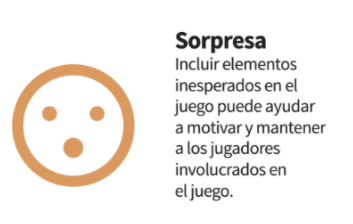 Sorpresa
Incluir elementos
inesperados en el
juego puede ayudar
a motivar y mantener
a los jugadores
involucrados en
el juego.